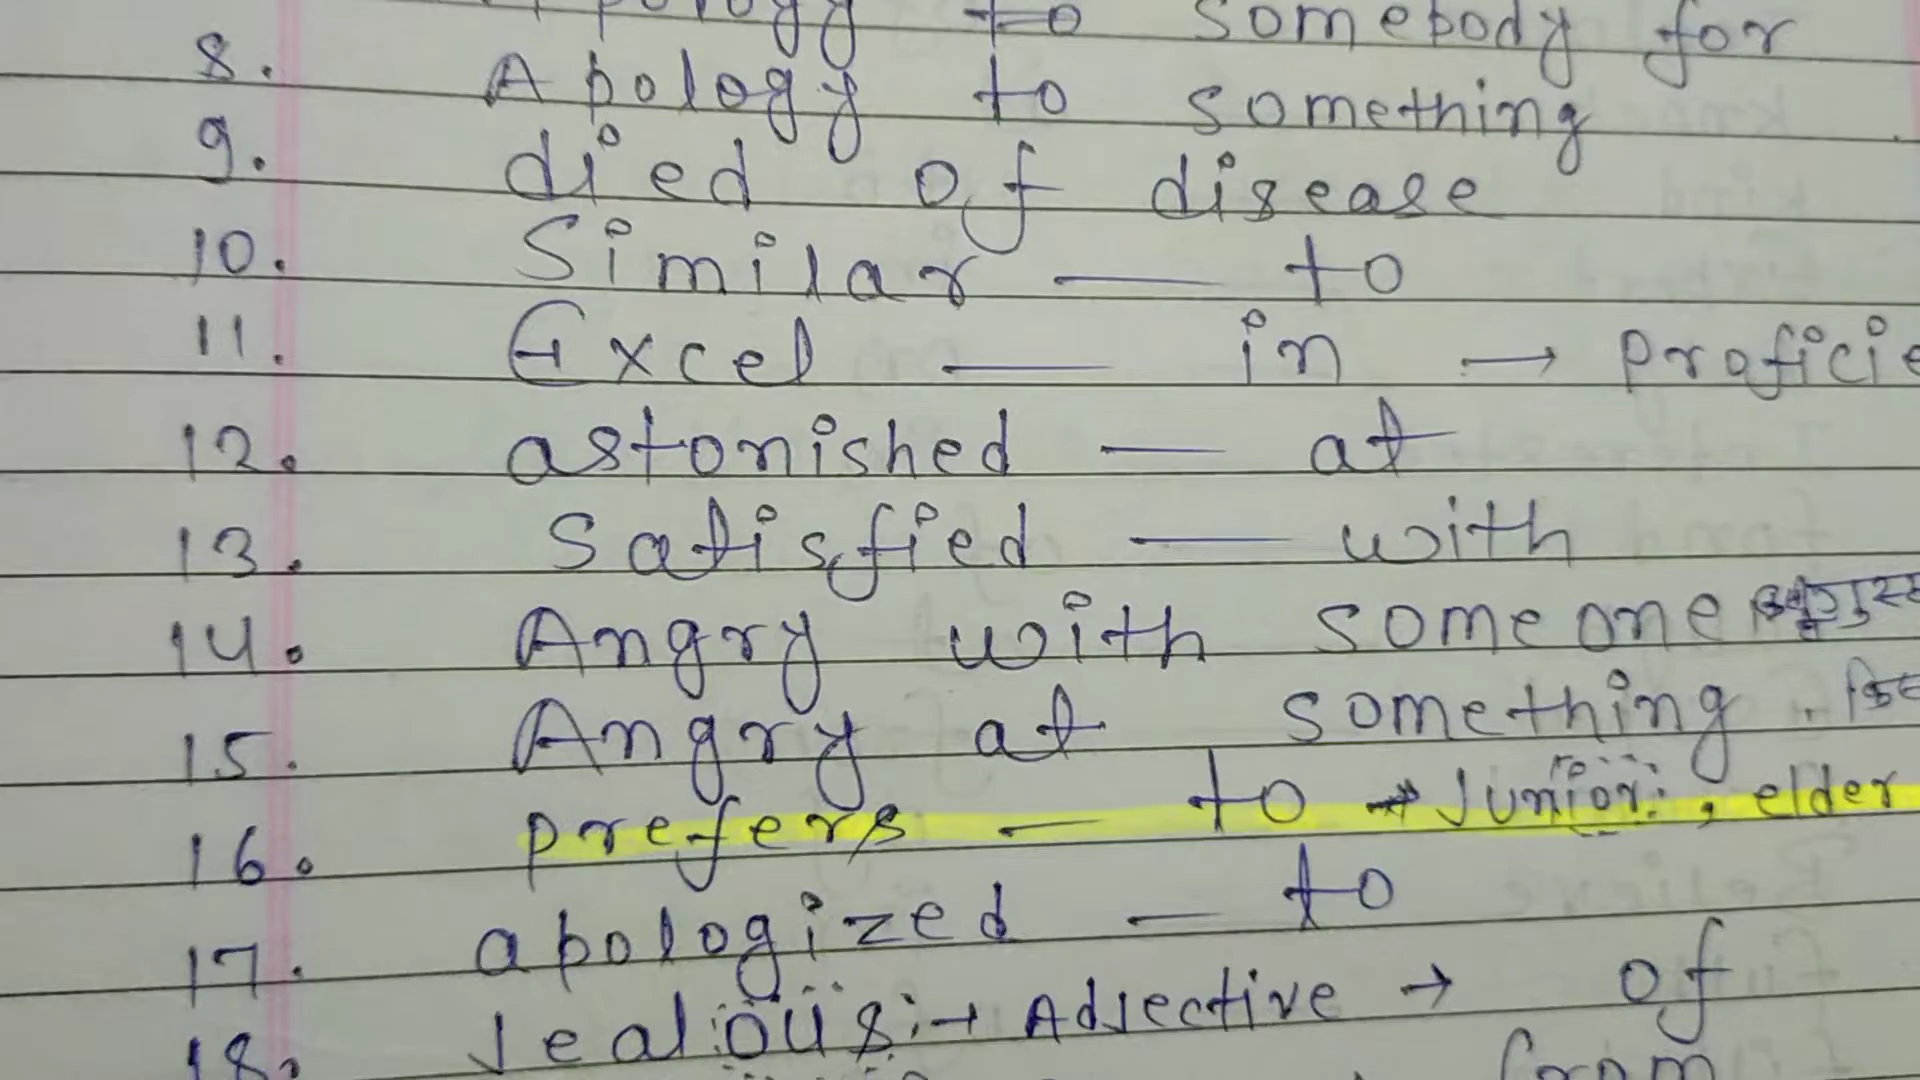 to somebody for
8. Apology to something
9. died of disease
10. Similar — to
11. Excel — in →
12. astonished — at
13. Satisfied — with
14. Angry with someone
15. Angry at something.
16. prefers — to → Junior, elder
17. apologized — to
18. Jealous → Adjective → of
from